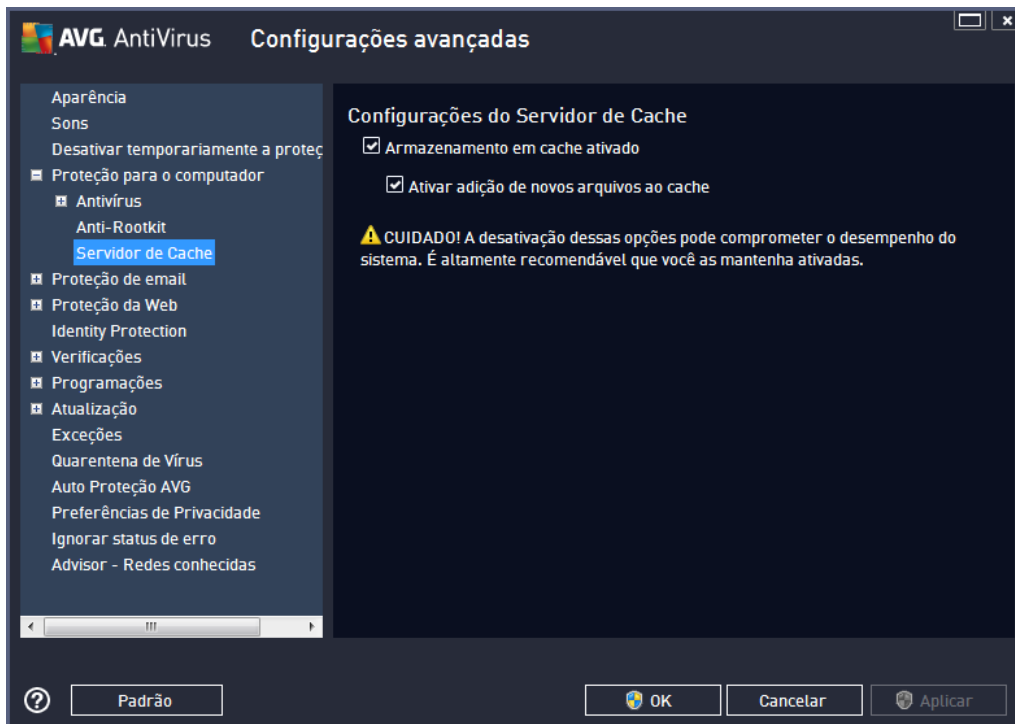 AVG. AntiVirus Configurações avançadas
Aparência
Sons
Desativar temporariamente a proteç
Proteção para o computador
Antivírus
Anti-Rootkit
Servidor de Cache
Proteção de email
Proteção da Web
Identity Protection
Verificações
Programações
Atualização
Exceções
Quarentena de Vírus
Auto Proteção AVG
Preferências de Privacidade
Ignorar status de erro
Advisor - Redes conhecidas
Configurações do Servidor de Cache
Armazenamento em cache ativado
Ativar adição de novos arquivos ao cache
CUIDADO! A desativação dessas opções pode comprometer o desempenho do
sistema. É altamente recomendável que você as mantenha ativadas.
Padrão
OK
Cancelar
Aplicar